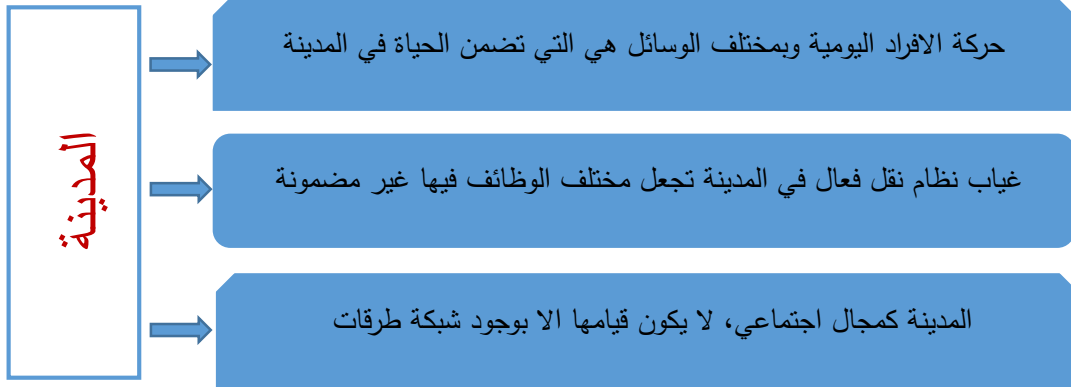 المدينة
حركة الافراد اليومية وبمختلف الوسائل هي التي تضمن الحياة في المدينة
غياب نظام نقل فعال في المدينة تجعل مختلف الوظائف فيها غير مضمونة
المدينة كمجال اجتماعي، لا يكون قيامها الا بوجود شبكة طرقات